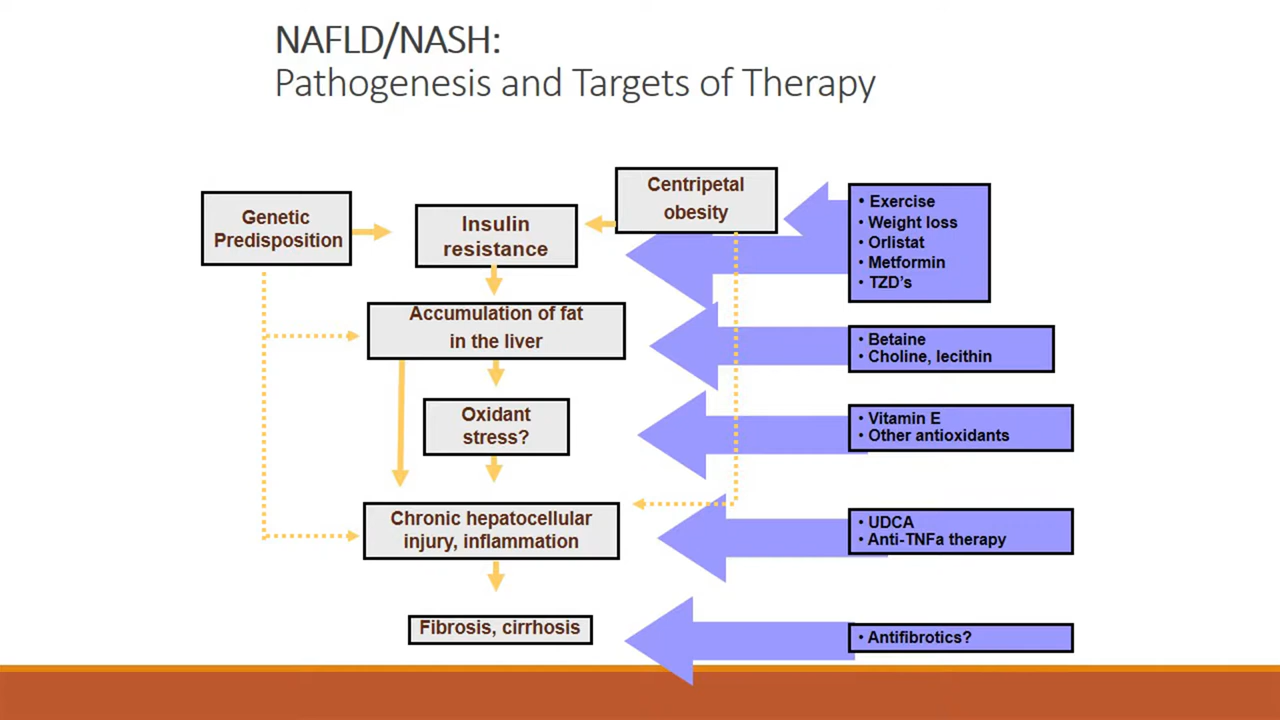 NAFLD/NASH:
Pathogenesis and Targets of Therapy
Genetic
Predisposition
Insulin
resistance
Centripetal
obesity
• Exercise
• Weight loss
• Orlistat
• Metformin
• TZD’s
Accumulation of fat
in the liver
• Betaine
• Choline, lecithin
Oxidant
stress?
• Vitamin E
• Other antioxidants
Chronic hepatocellular
injury, inflammation
• UDCA
• Anti-TNFa therapy
Fibrosis, cirrhosis
• Antifibrotics?